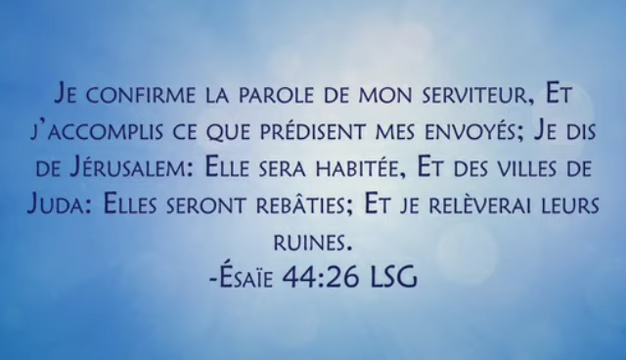 Je confirme la parole de mon serviteur, Et
j'accomplis ce que prédisent mes envoyés; Je dis
de Jérusalem: Elle sera habitée, Et des villes de
Juda: Elles seront rebâties; Et je relèverai leurs
ruines.
-Ésaïe 44:26 LSG